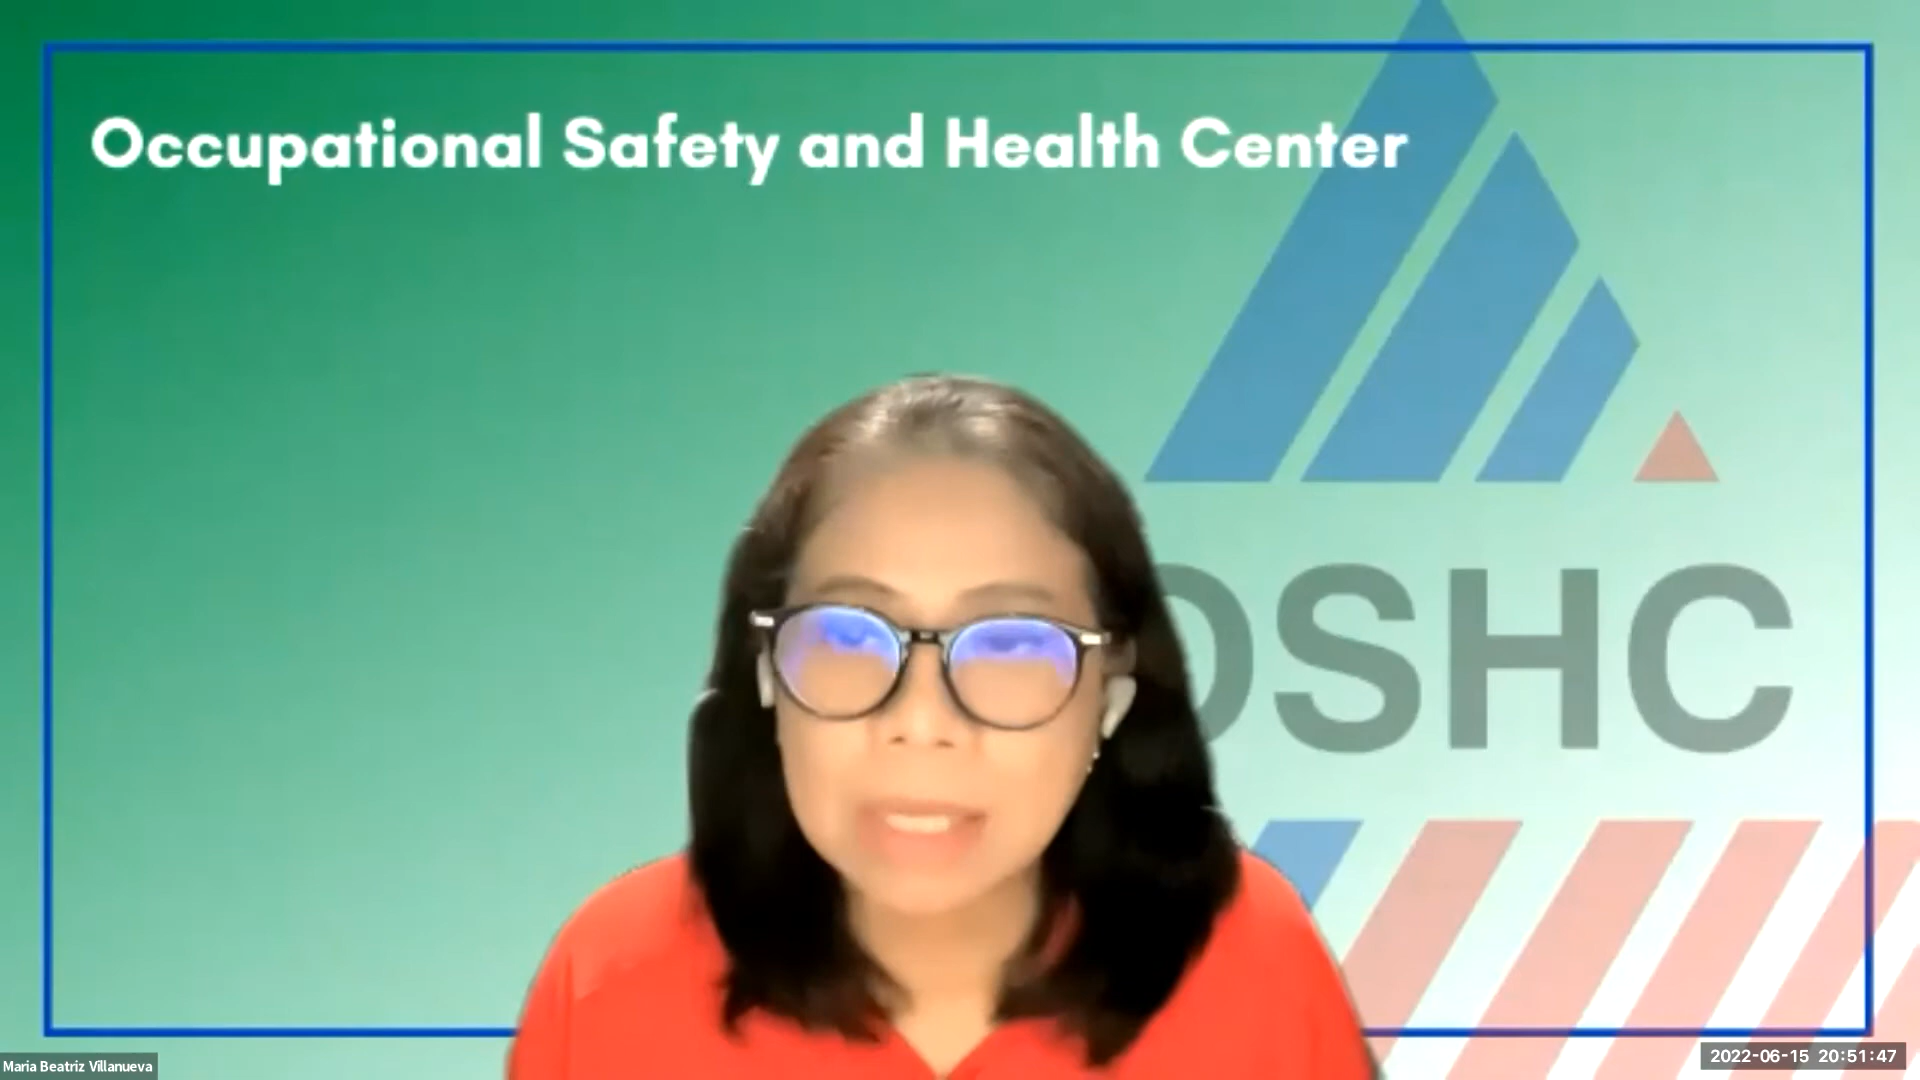 Occupational Safety and Health Center
OSHC
Maria Beatriz Villanueva
2022-06-15 20:51:47